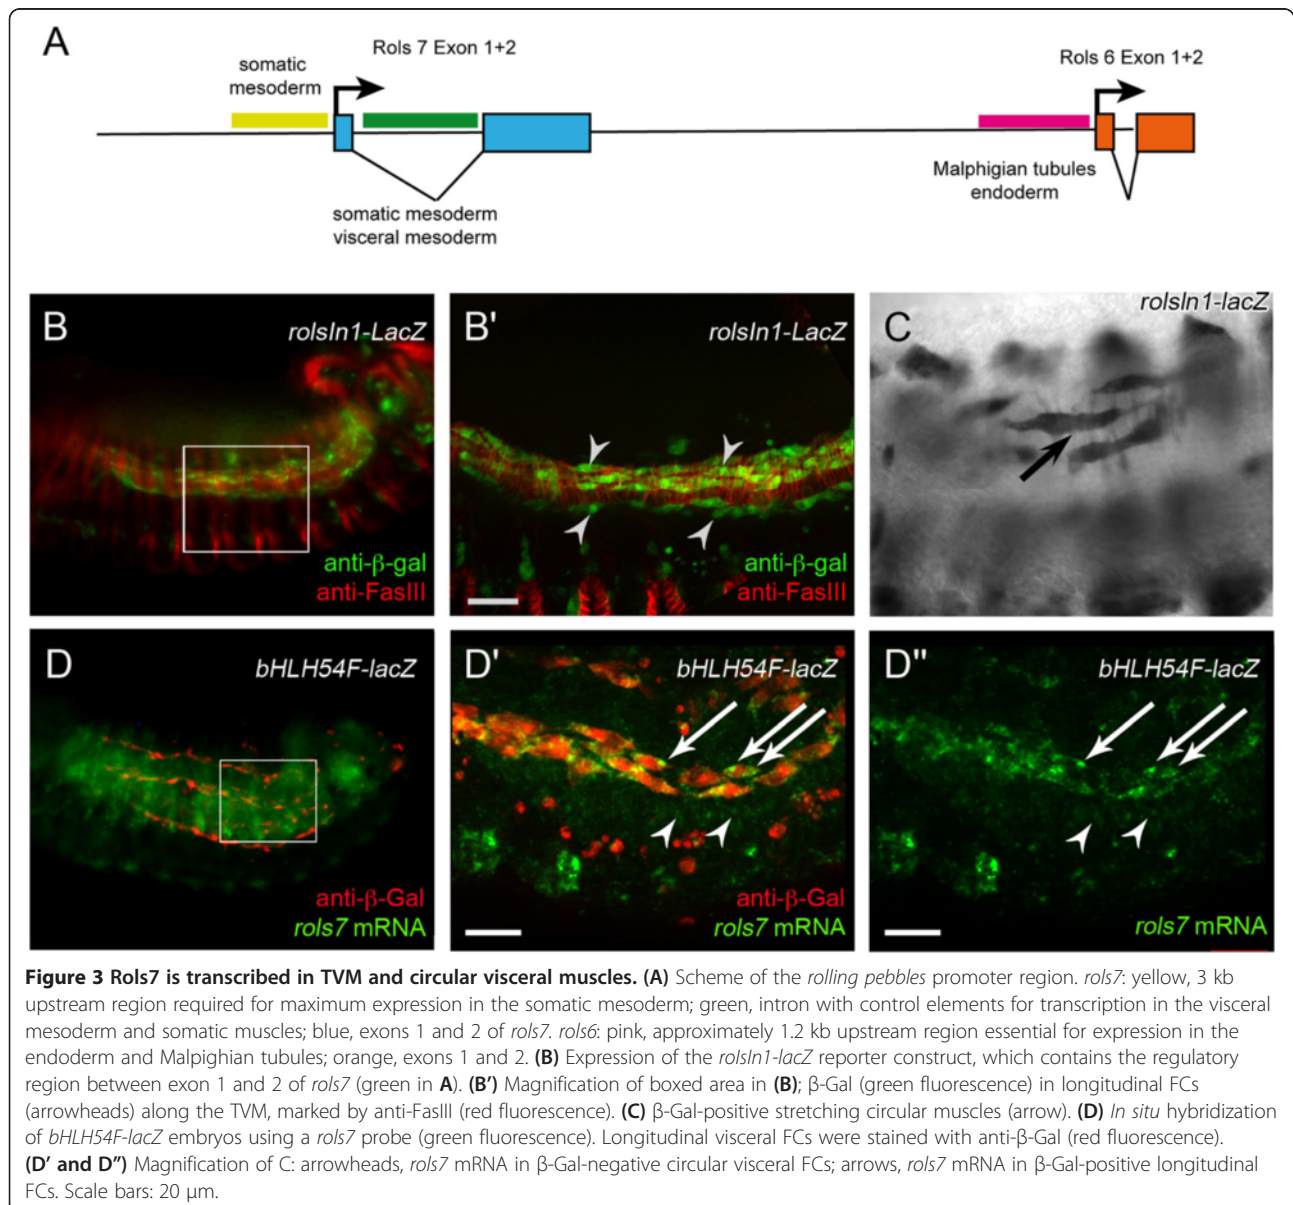 A
somatic
mesoderm
Rols 7 Exon 1+2
Rols 6 Exon 1+2
somatic mesoderm
visceral mesoderm
Malphigian tubules
endoderm
B
rolsIn1-LacZ
anti-β-gal
anti-FasIII
B'
rolsIn1-LacZ
anti-β-gal
anti-FasIII
C
rolsIn1-lacZ
D
bHLH54F-lacZ
anti-β-Gal
rols7 mRNA
D'
bHLH54F-lacZ
anti-β-Gal
rols7 mRNA
D"
bHLH54F-lacZ
rols7 mRNA
Figure 3 Rols7 is transcribed in TVM and circular visceral muscles. (A) Scheme of the rolling pebbles promoter region. rols7: yellow, 3 kb
upstream region required for maximum expression in the somatic mesoderm; green, intron with control elements for transcription in the visceral
mesoderm and somatic muscles; blue, exons 1 and 2 of rols7. rols6: pink, approximately 1.2 kb upstream region essential for expression in the
endoderm and Malpighian tubules; orange, exons 1 and 2. (B) Expression of the rolsIn1-lacZ reporter construct, which contains the regulatory
region between exon 1 and 2 of rols7 (green in A). (B′) Magnification of boxed area in (B); β-Gal (green fluorescence) in longitudinal FCs
(arrowheads) along the TVM, marked by anti-FasIII (red fluorescence). (C) β-Gal-positive stretching circular muscles (arrow). (D) In situ hybridization
of bHLH54F-lacZ embryos using a rols7 probe (green fluorescence). Longitudinal visceral FCs were stained with anti-β-Gal (red fluorescence).
(D′ and D″) Magnification of C: arrowheads, rols7 mRNA in β-Gal-negative circular visceral FCs; arrows, rols7 mRNA in β-Gal-positive longitudinal
FCs. Scale bars: 20 μm.